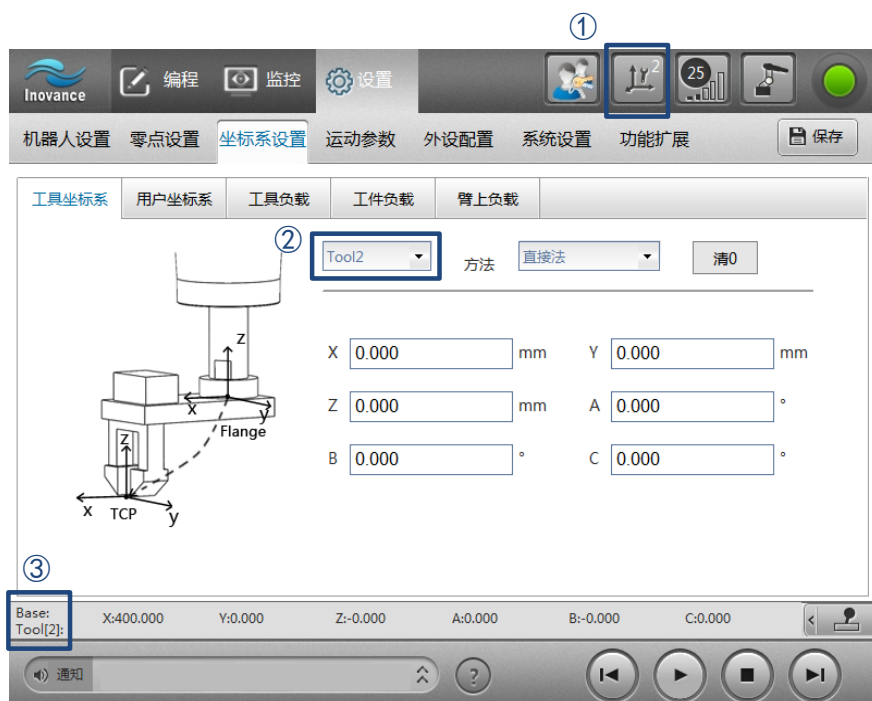 ①
Inovance 编程 监控 设置 2 25
机器人设置 零点设置 坐标系设置 运动参数 外设配置 系统设置 功能扩展 保存
工具坐标系 用户坐标系 工具负载 工件负载 臂上负载
② Tool2 方法 直接法 清0
X 0.000 mm Y 0.000 mm
Z 0.000 mm A 0.000 °
B 0.000 ° C 0.000 °
z
x y
Flange
z
x TCP y
③
Base:
Tool[2]: X:400.000 Y:0.000 Z:-0.000 A:0.000 B:-0.000 C:0.000 <
通知 ?